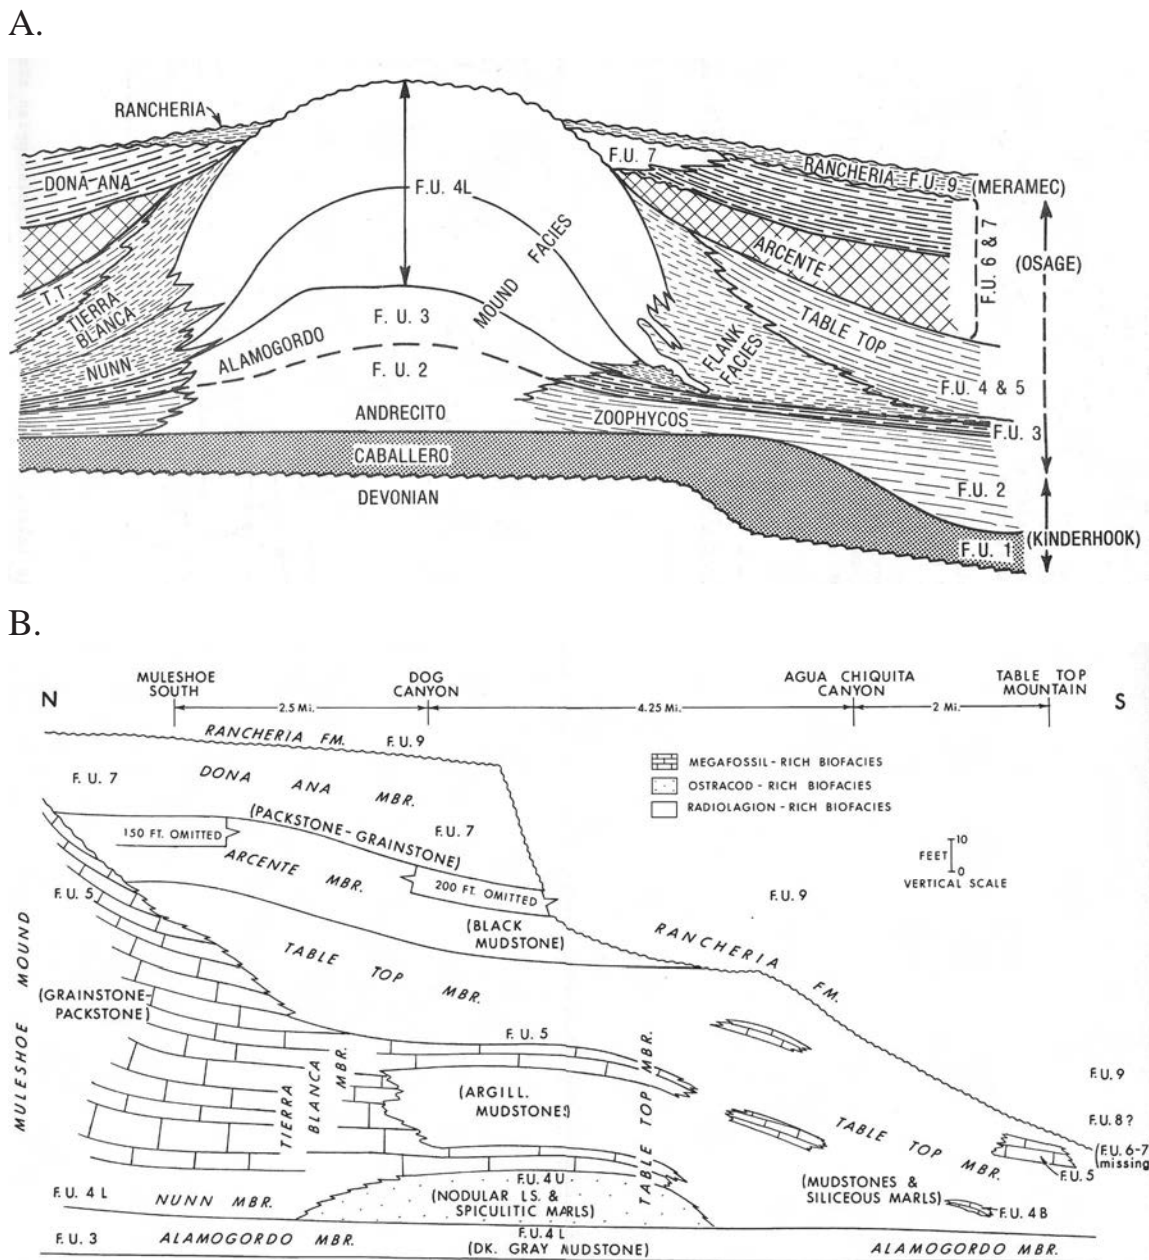 A.
RANCHERIA
DONA ANA
T.T.
TIERRA
BLANCA
NUNN
ALAMOGORDO
F.U. 4L
MOUND
FACIES
F. U. 3
F. U. 2
ANDRECITO
CABALLERO
DEVONIAN
F.U. 7
RANCHERIA F.U. 9 (MERAMEC)
ARCENTE
F.U. 6 & 7
(OSAGE)
TABLE TOP
FLANK
FACIES
F.U. 4 & 5
ZOOPHYCOS
F.U. 3
F.U. 2
F.U. 1
(KINDERHOOK)
B.
N
MULESHOE
SOUTH
DOG
CANYON
AGUA CHIQUITA
CANYON
TABLE TOP
MOUNTAIN
S
2.5 Mi.
4.25 Mi.
2 Mi.
RANCHERIA FM. F.U.9
F. U. 7
DONA ANA MBR.
(PACKSTONE-GRAINSTONE)
F.U.7
150 FT. OMITTED
ARCENTE MBR.
200 FT. OMITTED
(BLACK
MUDSTONE)
MEGAFOSSIL-RICH BIOFACIES
OSTRACOD-RICH BIOFACIES
RADIOLAGION-RICH BIOFACIES
FEET
10
0
VERTICAL SCALE
F.U.9
RANCHERIA FM.
F.U. 5
MULESHOE MOUND
TABLE TOP MBR.
(GRAINSTONE-
PACKSTONE)
F. U. 5
TIERRA
BLANCA MBR.
(ARGILL.
MUDSTONES)
TABLE TOP MBR.
TABLE TOP MBR.
F.U.9
F.U.8?
(F.U.6-7
missing)
F.U.5
F.U.4U
(NODULAR LS. &
SPICULITIC MARLS)
(MUDSTONES &
SILICEOUS MARLS)
F.U. 4B
F.U. 4 L
NUNN MBR.
F.U.4L
(DK. GRAY MUDSTONE)
F.U.3
ALAMOGORDO MBR.
ALAMOGORDO MBR.